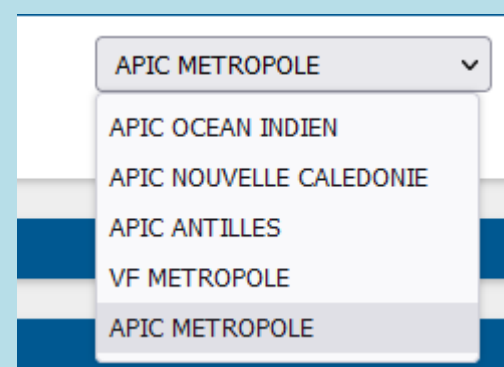 APIC METROPOLE
APIC OCEAN INDIEN
APIC NOUVELLE CALEDONIE
APIC ANTILLES
VF METROPOLE
APIC METROPOLE